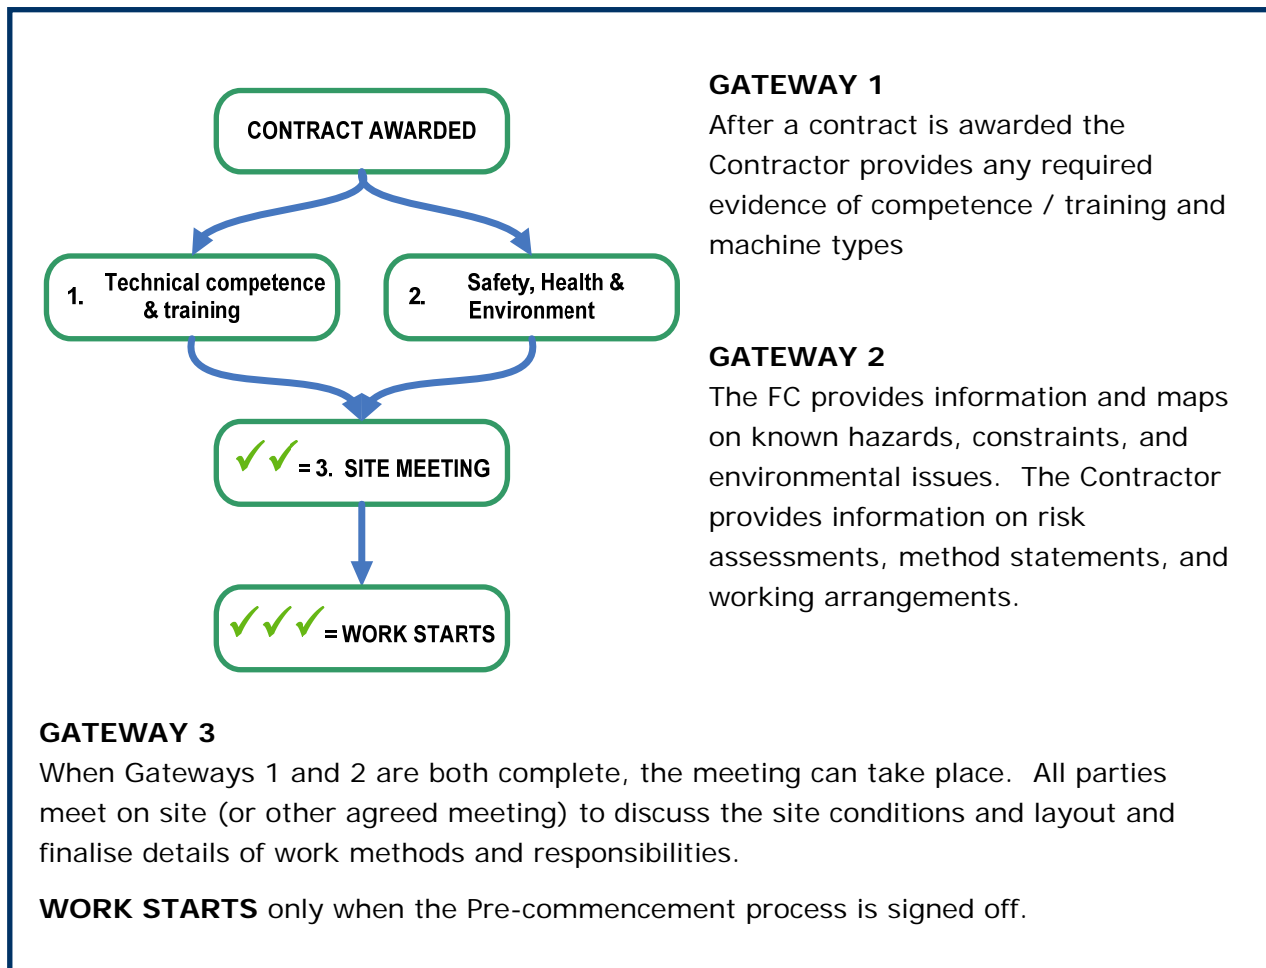 CONTRACT AWARDED
1. Technical competence
& training
2. Safety, Health &
Environment
✓✓= 3. SITE MEETING
✓✓✓= WORK STARTS
GATEWAY 1
After a contract is awarded the
Contractor provides any required
evidence of competence / training and
machine types
GATEWAY 2
The FC provides information and maps
on known hazards, constraints, and
environmental issues.  The Contractor
provides information on risk
assessments, method statements, and
working arrangements.
GATEWAY 3
When Gateways 1 and 2 are both complete, the meeting can take place.  All parties
meet on site (or other agreed meeting) to discuss the site conditions and layout and
finalise details of work methods and responsibilities.
WORK STARTS only when the Pre-commencement process is signed off.